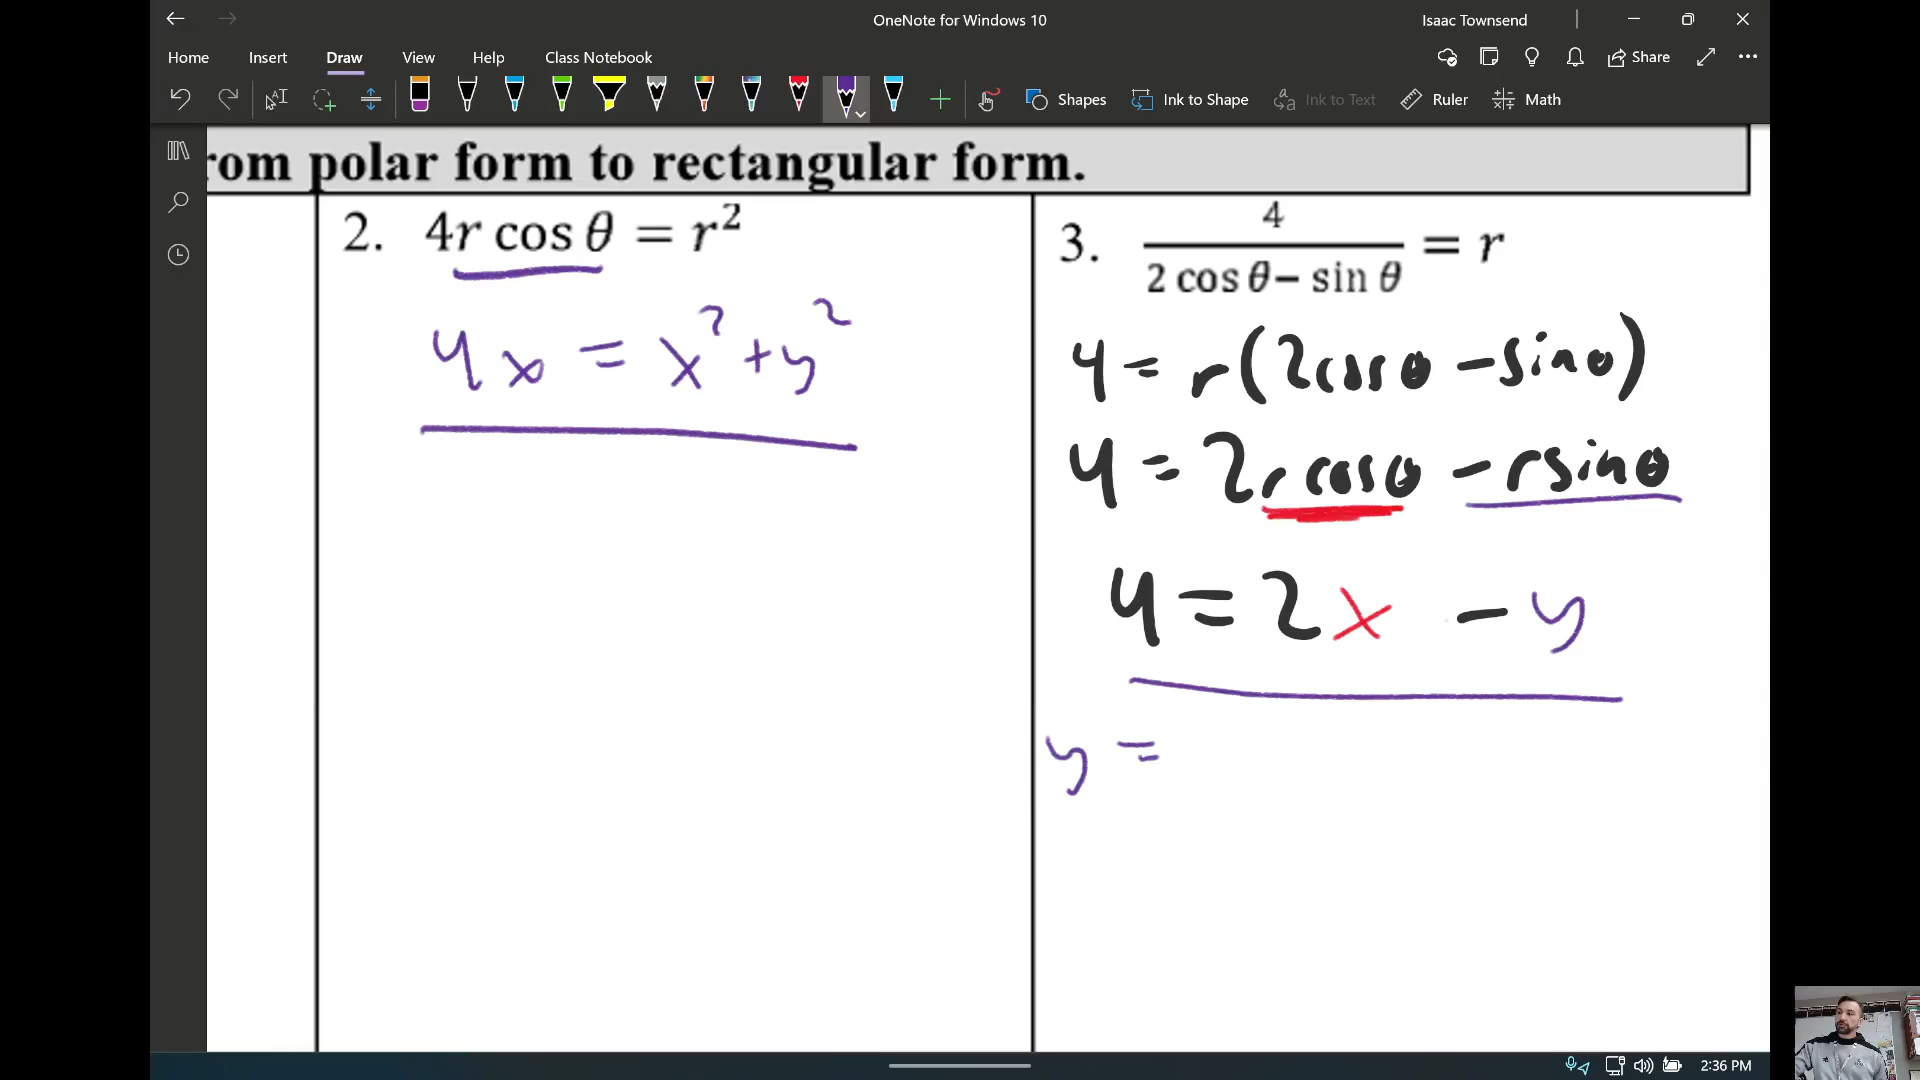 OneNote for Windows 10
Isaac Townsend
Home Insert Draw View Help Class Notebook
Share
Shapes Ink to Shape Ink to Text Ruler Math
rom polar form to rectangular form.
2. 4r cos θ = r²
4x = x² + y²
3. 4 / (2 cos θ − sin θ) = r
4 = r(2cosθ − sinθ)
4 = 2rcosθ − rsinθ
4 = 2x − y
y =
2:36 PM